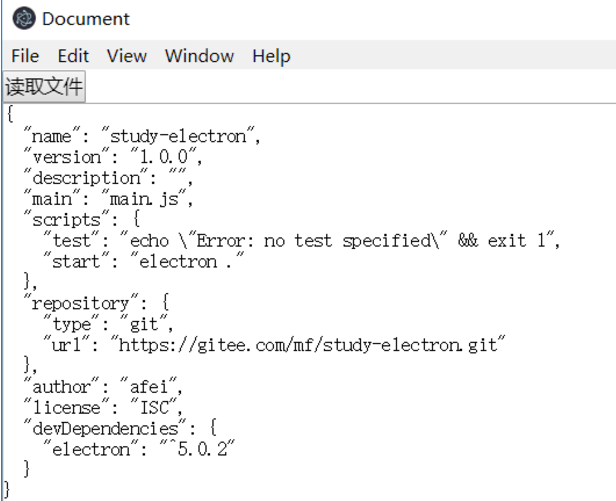 Document
File Edit View Window Help
读取文件
{
  "name": "study-electron",
  "version": "1.0.0",
  "description": "",
  "main": "main.js",
  "scripts": {
    "test": "echo \"Error: no test specified\" && exit 1",
    "start": "electron ."
  },
  "repository": {
    "type": "git",
    "url": "https://gitee.com/mf/study-electron.git"
  },
  "author": "afei",
  "license": "ISC",
  "devDependencies": {
    "electron": "^5.0.2"
  }
}